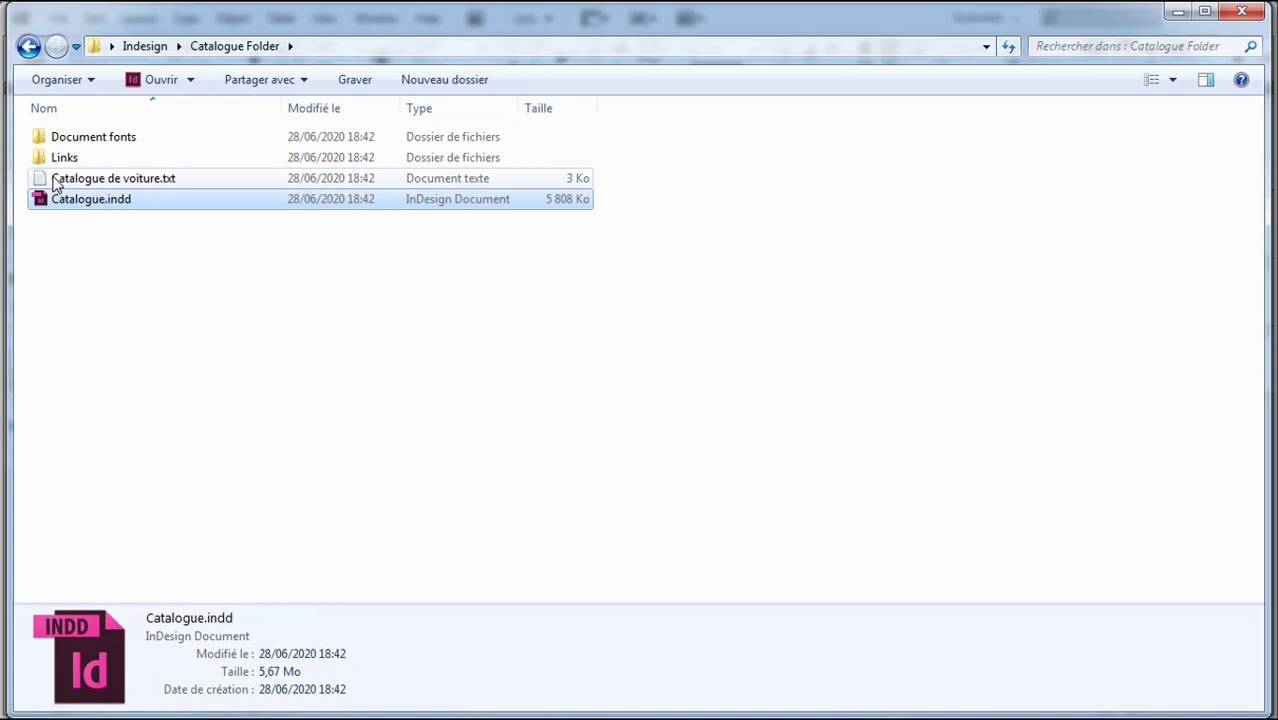 Indesign Catalogue Folder Rechercher dans : Catalogue Folder
Organiser Id Ouvrir Partager avec Graver Nouveau dossier
Nom Modifié le Type Taille
Document fonts 28/06/2020 18:42 Dossier de fichiers
Links 28/06/2020 18:42 Dossier de fichiers
Catalogue de voiture.txt 28/06/2020 18:42 Document texte 3 Ko
Catalogue.indd 28/06/2020 18:42 InDesign Document 5 808 Ko
INDD
Id
Catalogue.indd
InDesign Document
Modifié le : 28/06/2020 18:42
Taille : 5,67 Mo
Date de création : 28/06/2020 18:42